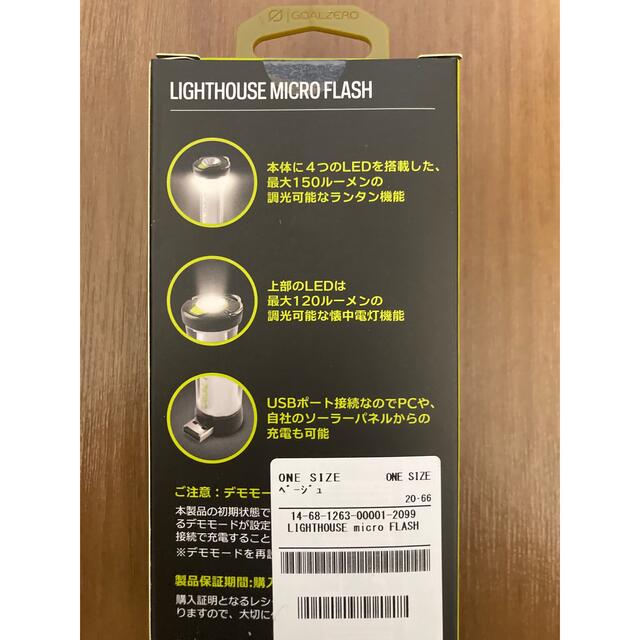 GOALZERO
LIGHTHOUSE MICRO FLASH
本体に4つのLEDを搭載した、
最大150ルーメンの
調光可能なランタン機能
上部のLEDは
最大120ルーメンの
調光可能な懐中電灯機能
USBポート接続なのでPCや、
自社のソーラーパネルからの
充電も可能
ご注意：デモモー
本製品の初期状態で
るデモモードが設定
接続で充電すること
※デモモードを再設
製品保証期間:購入
購入証明となるレシ
りますので、大切に
ONE SIZE ONE SIZE
ﾍﾞｰｼﾞｭ
20-66
14-68-1263-00001-2099
LIGHTHOUSE micro FLASH